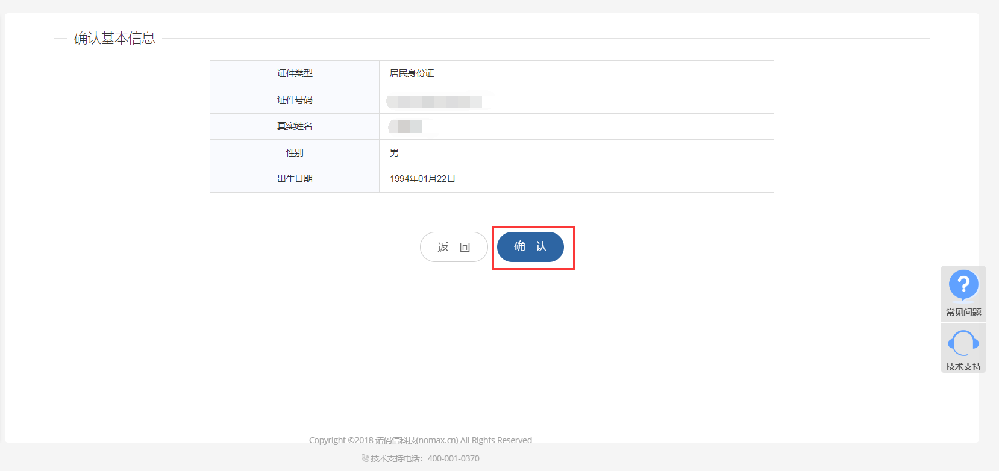 确认基本信息
证件类型 居民身份证
证件号码
真实姓名
性别 男
出生日期 1994年01月22日
返 回 确 认
常见问题
技术支持
Copyright ©2018 诺码信科技(nomax.cn) All Rights Reserved
技术支持电话：400-001-0370